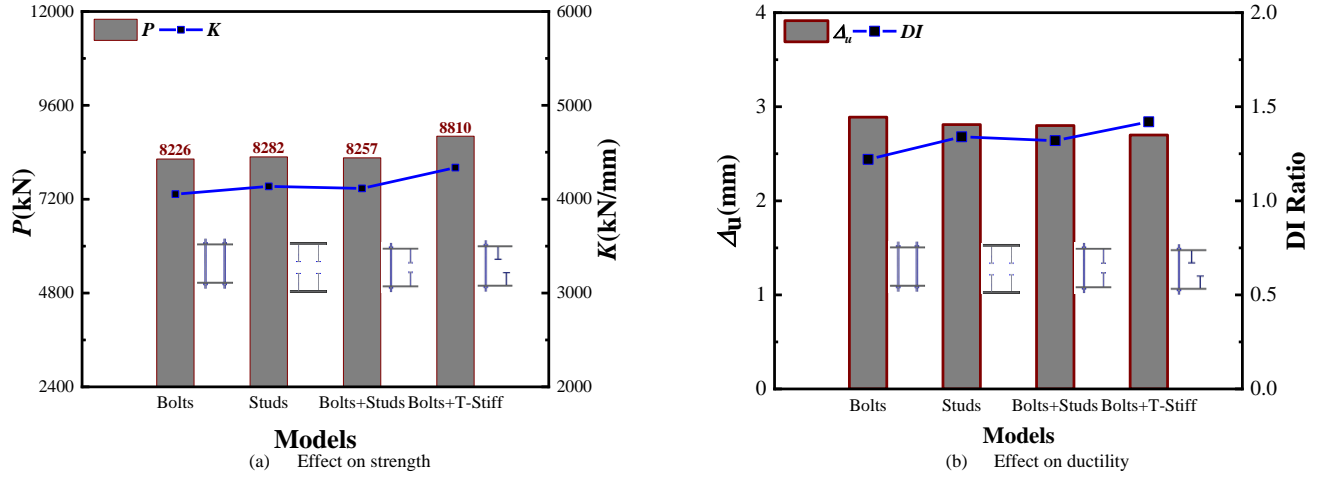 12000
9600
7200
4800
2400
P(kN)
P
K
8226
8282
8257
8810
6000
5000
4000
3000
2000
K(kN/mm)
Bolts
Studs
Bolts+Studs
Bolts+T-Stiff
Models
(a) Effect on strength
4
3
2
1
0
Δu(mm)
Δu
DI
2.0
1.5
1.0
0.5
0.0
DI Ratio
Bolts
Studs
Bolts+Studs
Bolts+T-Stiff
Models
(b) Effect on ductility